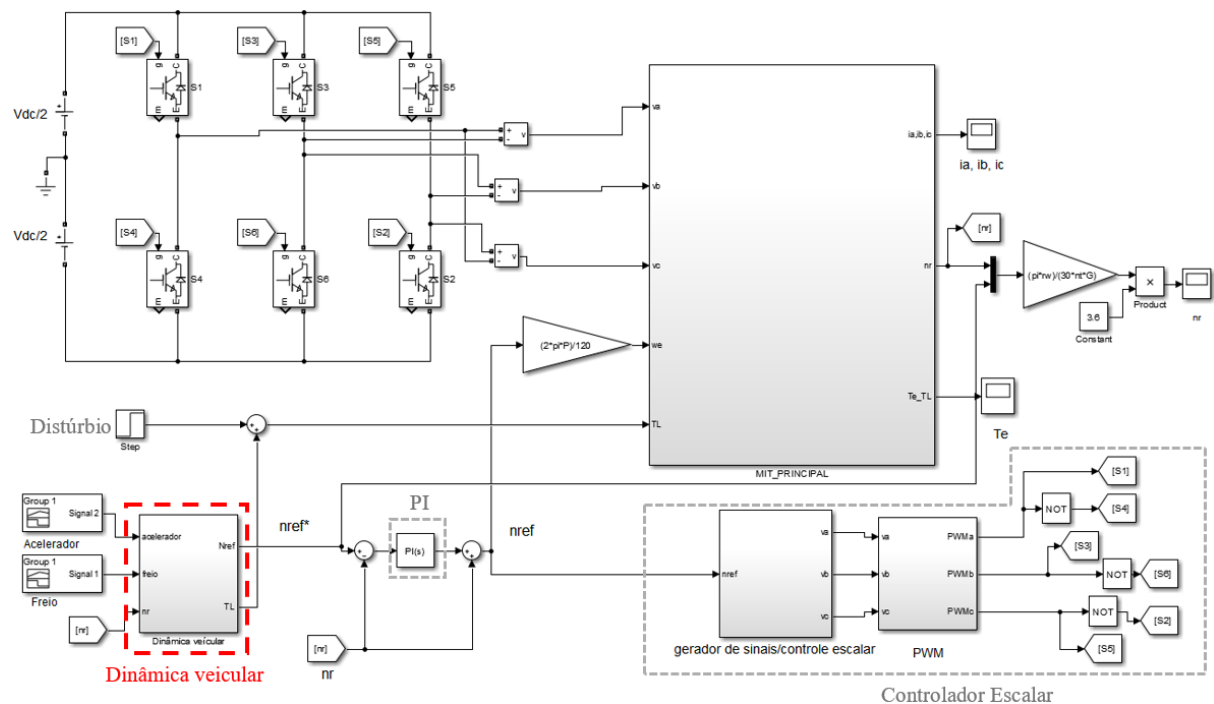 [S1]
[S3]
[S5]
g C
m E
S1
g C
m E
S3
g C
m E
S5
Vdc/2
+
+
-
v
+
-
v
+
-
v
[S4]
[S6]
[S2]
g C
m E
S4
g C
m E
S6
g C
m E
S2
Vdc/2
+
va
vb
vc
we
TL
ia,ib,ic
nr
Te_TL
MIT_PRINCIPAL
ia, ib, ic
[nr]
(pi*rw)/(30*nt*G)
3.6
Constant
×
Product
nr
(2*pi*P)/120
Te
Distúrbio
Step
+
+
Group 1
Signal 2
Acelerador
Group 1
Signal 1
Freio
[nr]
acelerador
freio
nr
Nref
TL
Dinâmica veícular
Dinâmica veicular
nref*
+
-
PI
PI(s)
+
+
nref
[nr]
nr
nref
va
vb
vc
gerador de sinais/controle escalar
va
vb
vc
PWMa
PWMb
PWMc
PWM
[S1]
NOT
[S4]
[S3]
NOT
[S6]
NOT
[S2]
[S5]
Controlador Escalar